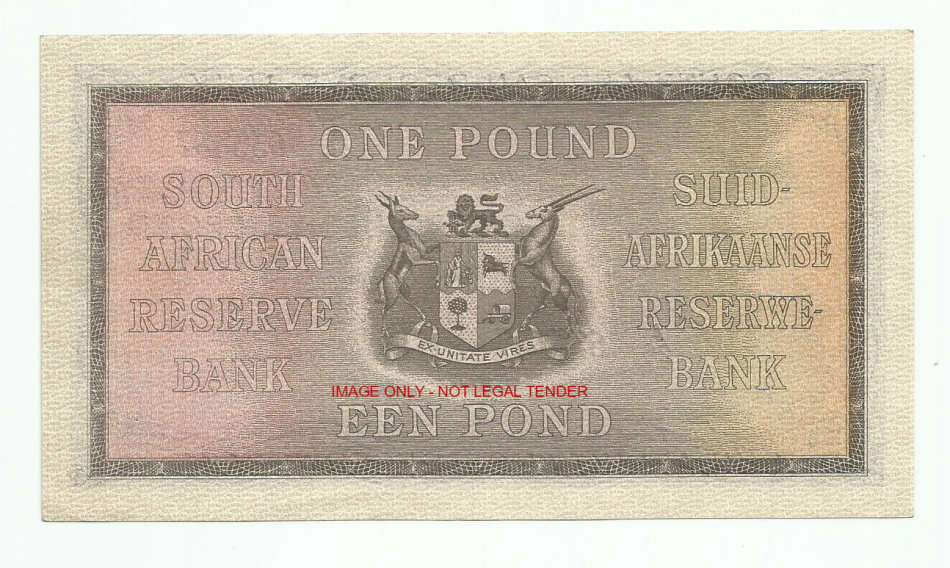 ONE POUND
SOUTH
AFRICAN
RESERVE
BANK
SUID-
AFRIKAANSE
RESERWE-
BANK
EX·UNITATE VIRES
IMAGE ONLY - NOT LEGAL TENDER
EEN POND